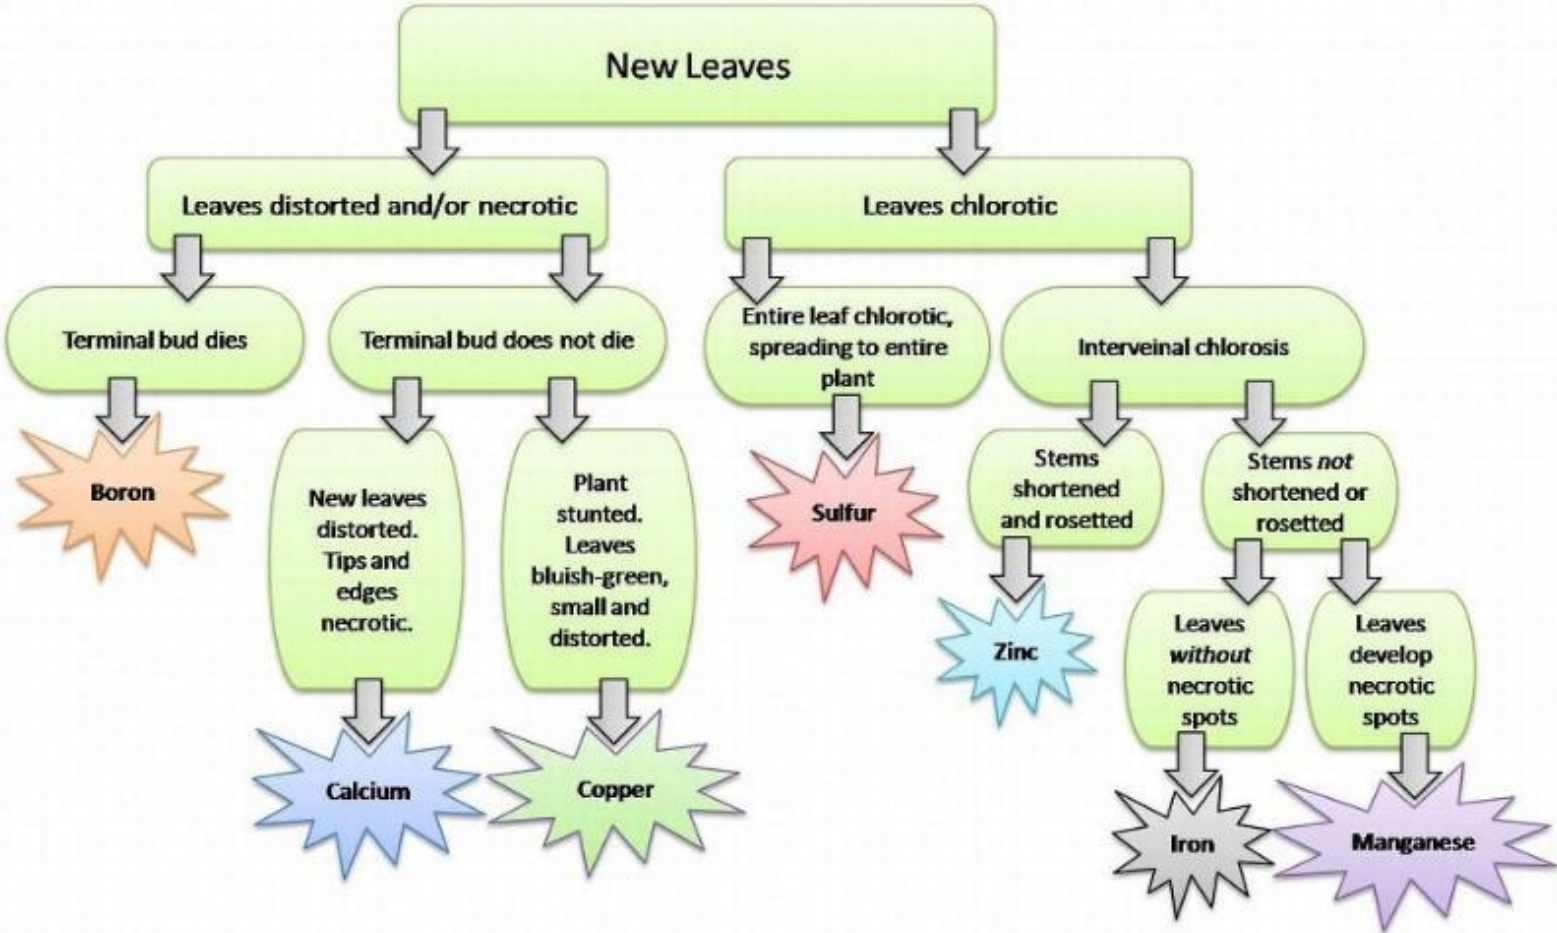 New Leaves
Leaves distorted and/or necrotic
Leaves chlorotic
Terminal bud dies
Terminal bud does not die
Entire leaf chlorotic,
spreading to entire
plant
Interveinal chlorosis
Boron
New leaves
distorted.
Tips and
edges
necrotic.
Plant
stunted.
Leaves
bluish-green,
small and
distorted.
Sulfur
Stems
shortened
and rosetted
Stems not
shortened or
rosetted
Zinc
Leaves
without
necrotic
spots
Leaves
develop
necrotic
spots
Calcium
Copper
Iron
Manganese